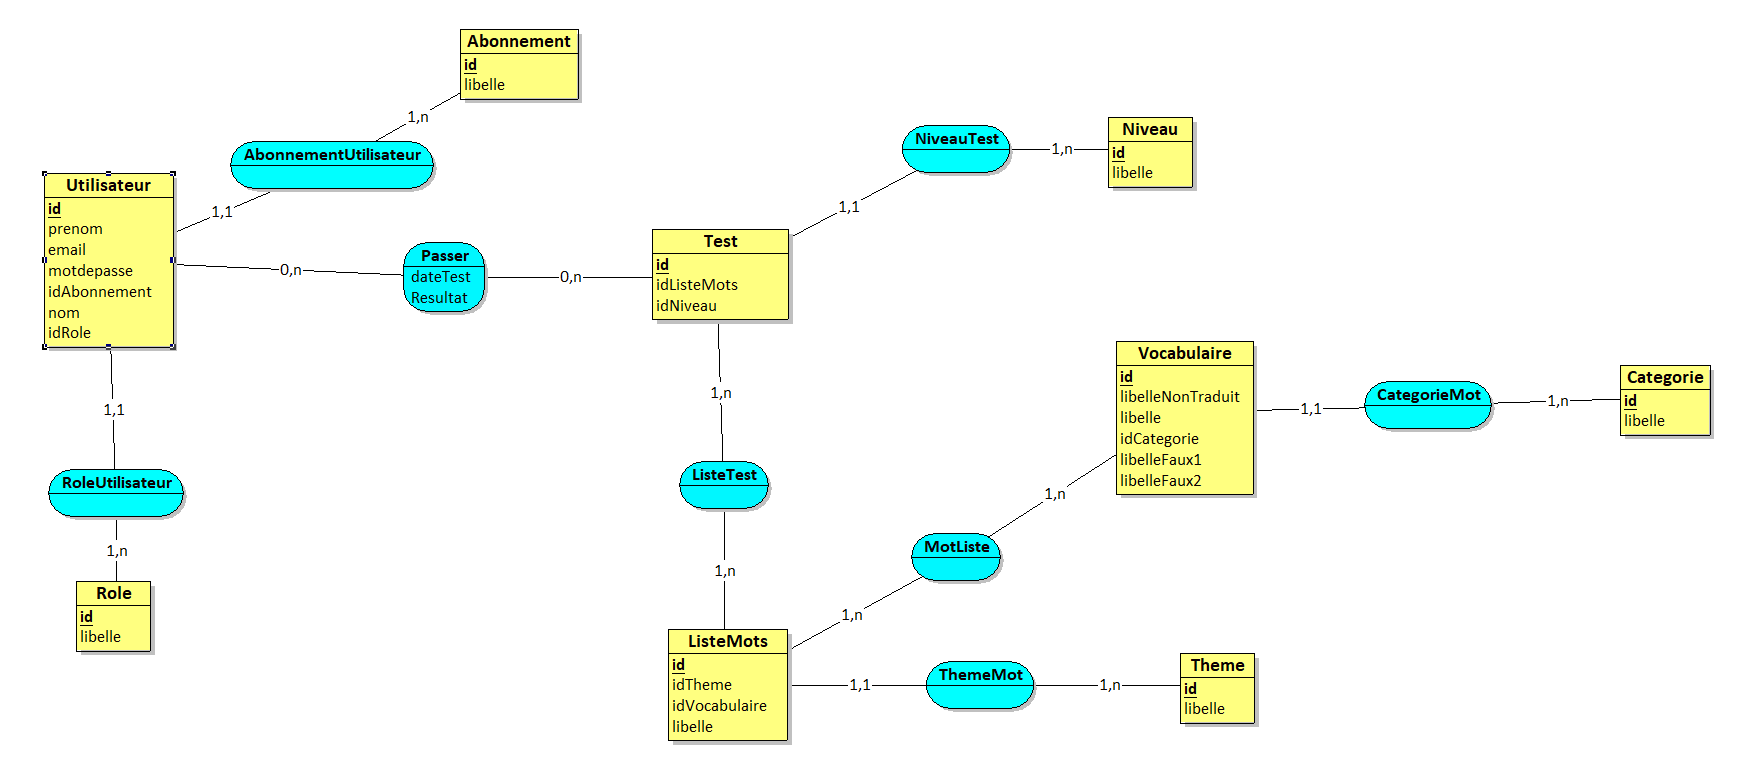 Abonnement
id
libelle
1,n
AbonnementUtilisateur
1,1
Utilisateur
id
prenom
email
motdepasse
idAbonnement
nom
idRole
0,n
Passer
dateTest
Resultat
0,n
Test
id
idListeMots
idNiveau
1,1
NiveauTest
1,n
Niveau
id
libelle
1,1
RoleUtilisateur
1,n
Role
id
libelle
1,n
ListeTest
1,n
ListeMots
id
idTheme
idVocabulaire
libelle
1,n
MotListe
1,n
Vocabulaire
id
libelleNonTraduit
libelle
idCategorie
libelleFaux1
libelleFaux2
1,1
CategorieMot
1,n
Categorie
id
libelle
1,1
ThemeMot
1,n
Theme
id
libelle